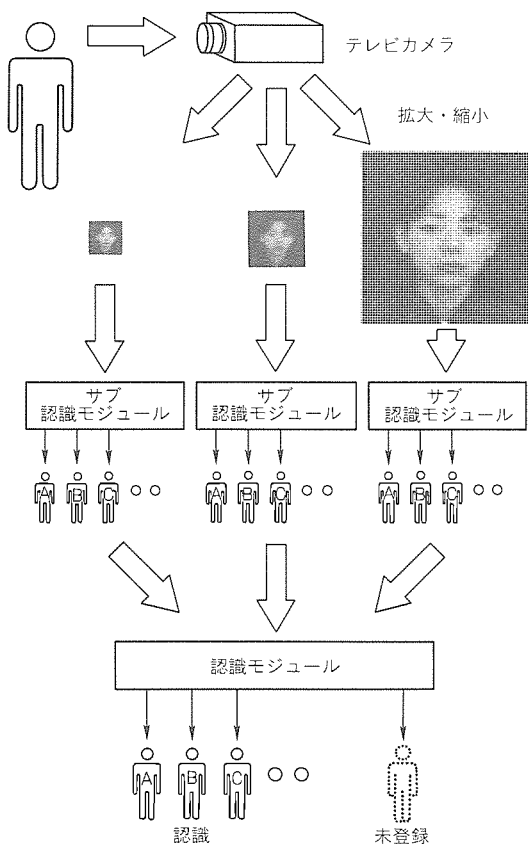 テレビカメラ
拡大・縮小
サブ
認識モジュール
サブ
認識モジュール
サブ
認識モジュール
A B C ○ ○
A B C ○ ○
A B C ○ ○
認識モジュール
A B C ○ ○
認識
未登録